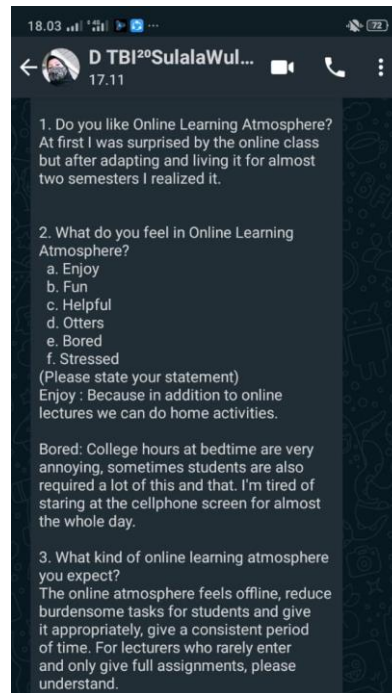 18.03
72
D TBI²⁰SulalaWul...
17.11
1. Do you like Online Learning Atmosphere?
At first I was surprised by the online class
but after adapting and living it for almost
two semesters I realized it.
2. What do you feel in Online Learning
Atmosphere?
a. Enjoy
b. Fun
c. Helpful
d. Otters
e. Bored
f. Stressed
(Please state your statement)
Enjoy : Because in addition to online
lectures we can do home activities.
Bored: College hours at bedtime are very
annoying, sometimes students are also
required a lot of this and that. I'm tired of
staring at the cellphone screen for almost
the whole day.
3. What kind of online learning atmosphere
you expect?
The online atmosphere feels offline, reduce
burdensome tasks for students and give
it appropriately, give a consistent period
of time. For lecturers who rarely enter
and only give full assignments, please
understand.